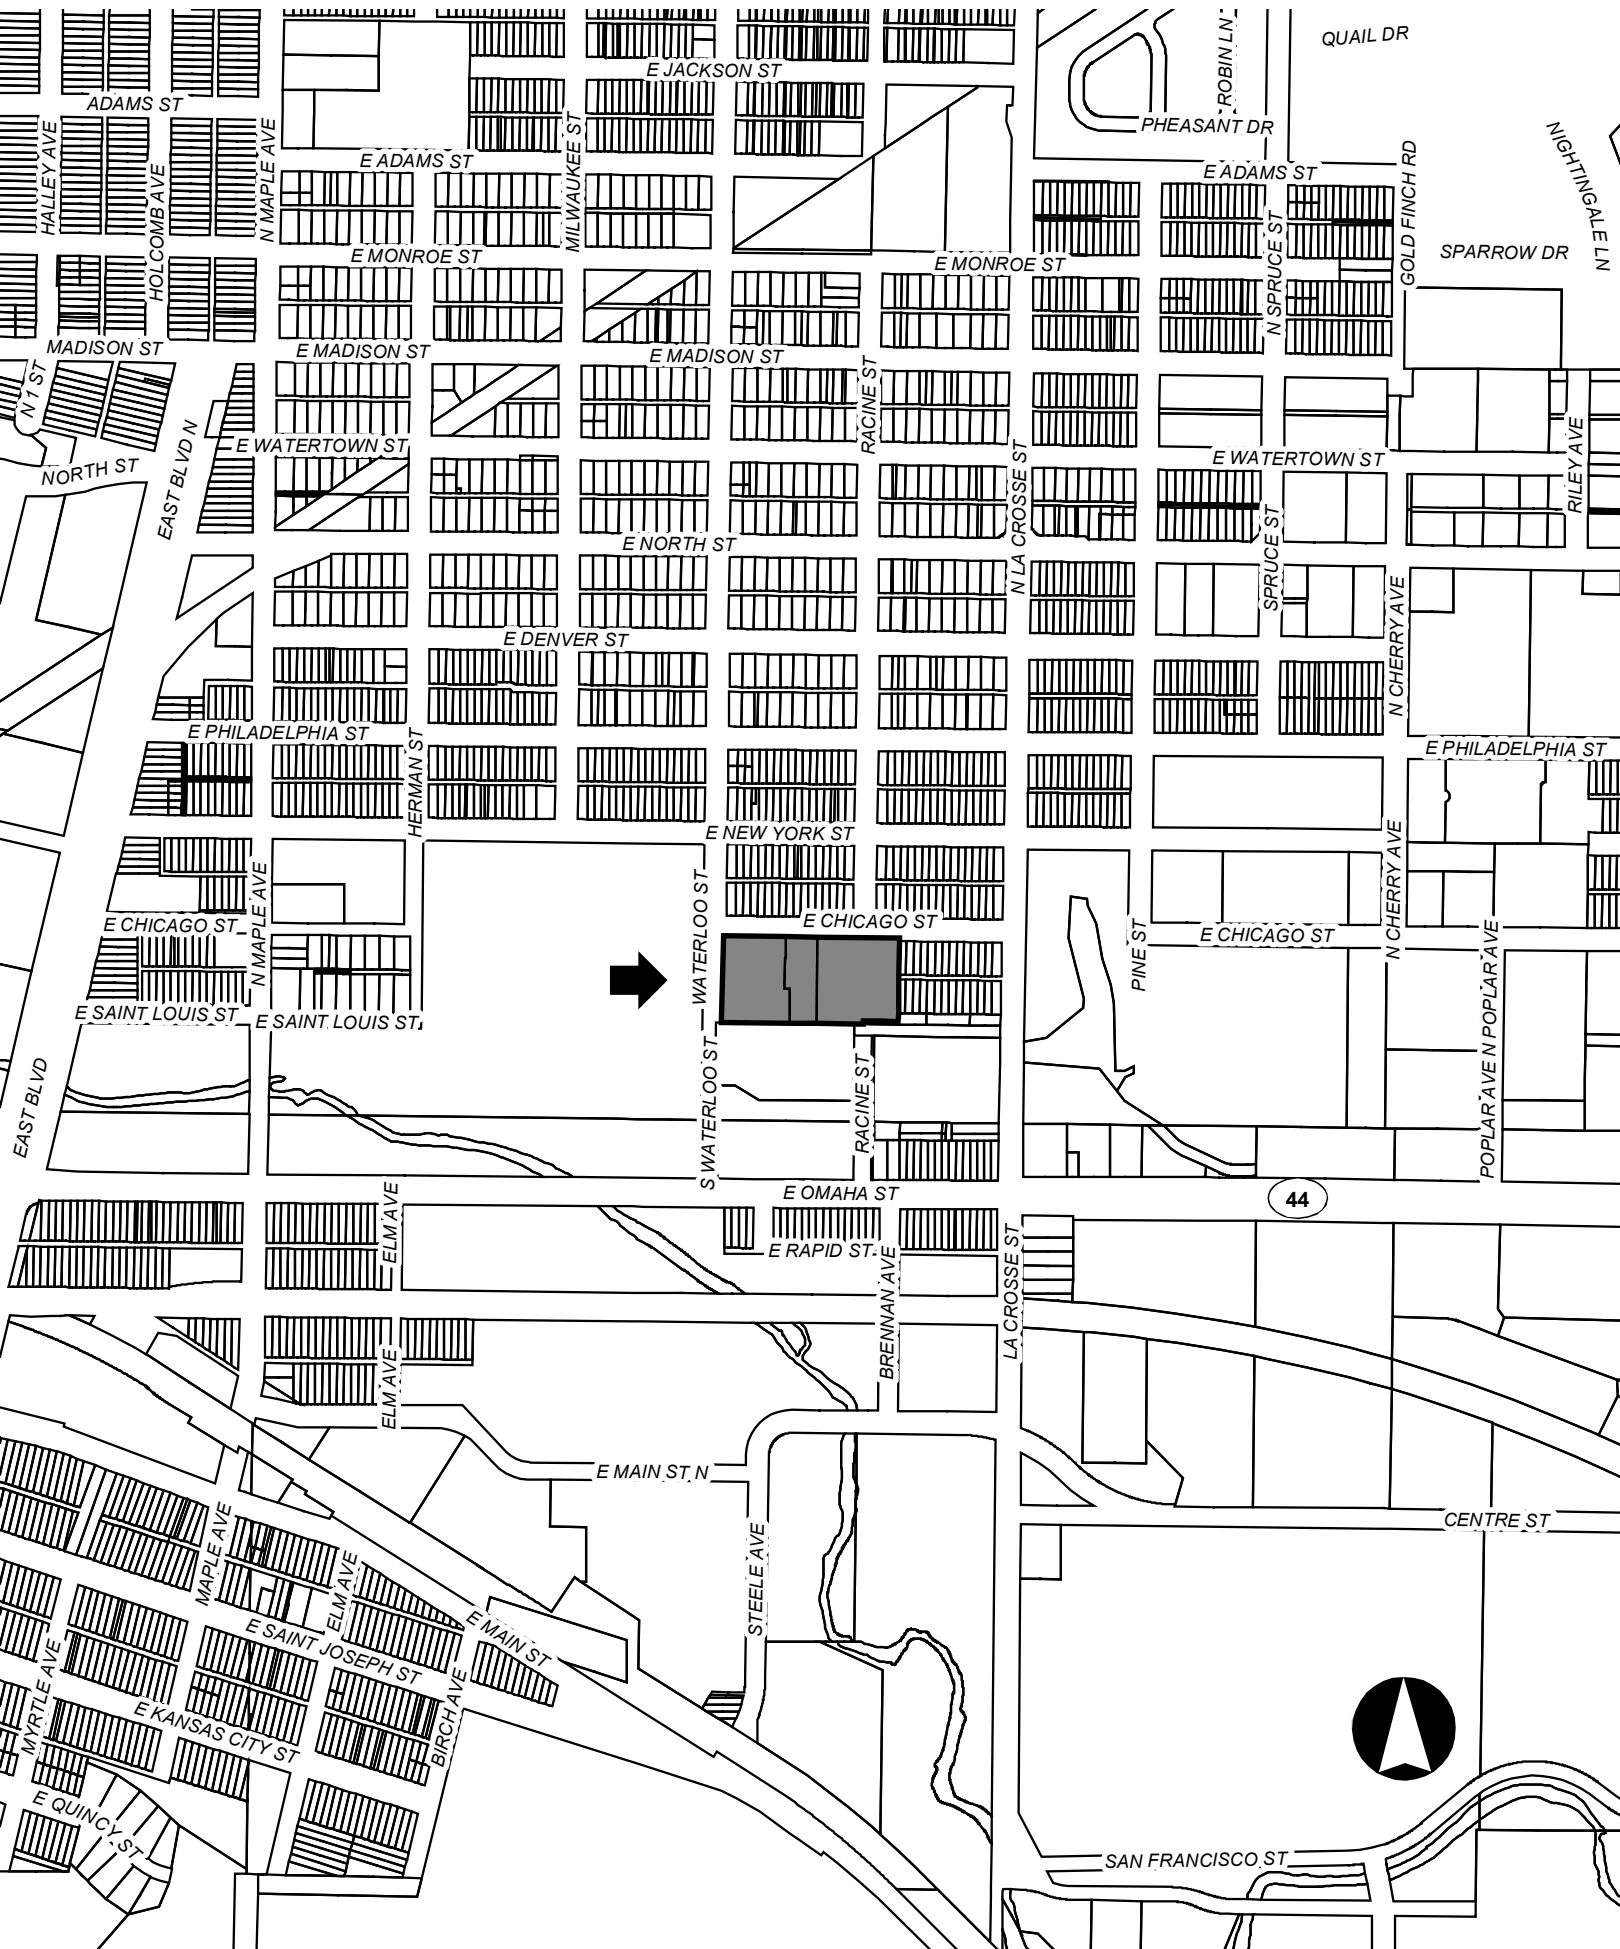 QUAIL DR
ROBIN LN
E JACKSON ST
ADAMS ST
PHEASANT DR
HALLEY AVE
HOLCOMB AVE
N MAPLE AVE
E ADAMS ST
MILWAUKEE ST
E ADAMS ST
GOLD FINCH RD
NIGHTINGALE LN
N SPRUCE ST
SPARROW DR
E MONROE ST
E MONROE ST
MADISON ST
E MADISON ST
E MADISON ST
N 1 ST
RACINE ST
EAST BLVD N
E WATERTOWN ST
N LA CROSSE ST
E WATERTOWN ST
RILEY AVE
NORTH ST
E NORTH ST
SPRUCE ST
N CHERRY AVE
E DENVER ST
E PHILADELPHIA ST
HERMAN ST
E PHILADELPHIA ST
E NEW YORK ST
N MAPLE AVE
WATERLOO ST
N CHERRY AVE
E CHICAGO ST
E CHICAGO ST
PINE ST
E CHICAGO ST
N POPLAR AVE
E SAINT LOUIS ST
E SAINT LOUIS ST
EAST BLVD
S WATERLOO ST
RACINE ST
POPLAR AVE
E OMAHA ST
44
ELM AVE
E RAPID ST
BRENNAN AVE
LA CROSSE ST
ELM AVE
E MAIN ST N
CENTRE ST
MAPLE AVE
ELM AVE
STEELE AVE
E MAIN ST
E SAINT JOSEPH ST
MYRTLE AVE
BIRCH AVE
E KANSAS CITY ST
E QUINCY ST
SAN FRANCISCO ST